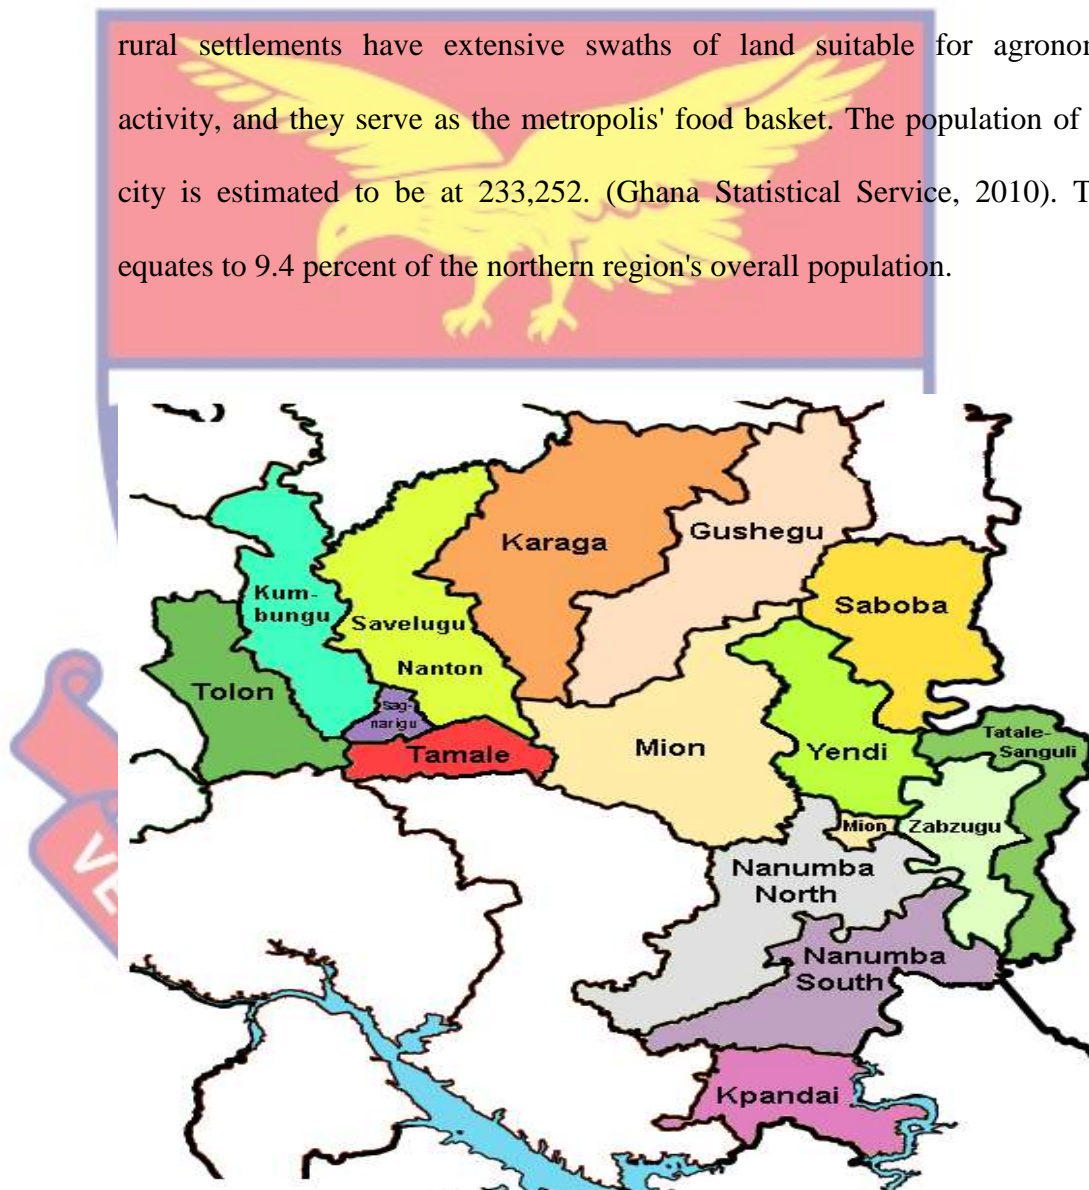 rural settlements have extensive swaths of land suitable for agronom
activity, and they serve as the metropolis' food basket. The population of
city is estimated to be at 233,252. (Ghana Statistical Service, 2010). T
equates to 9.4 percent of the northern region's overall population.
Karaga
Gushegu
Kum-
bungu
Saboba
Savelugu
Nanton
Tolon
Sag-
narigu
Tamale
Mion
Yendi
Tatale-
Sanguli
Mion
Zabzugu
Nanumba
North
Nanumba
South
Kpandai
VE